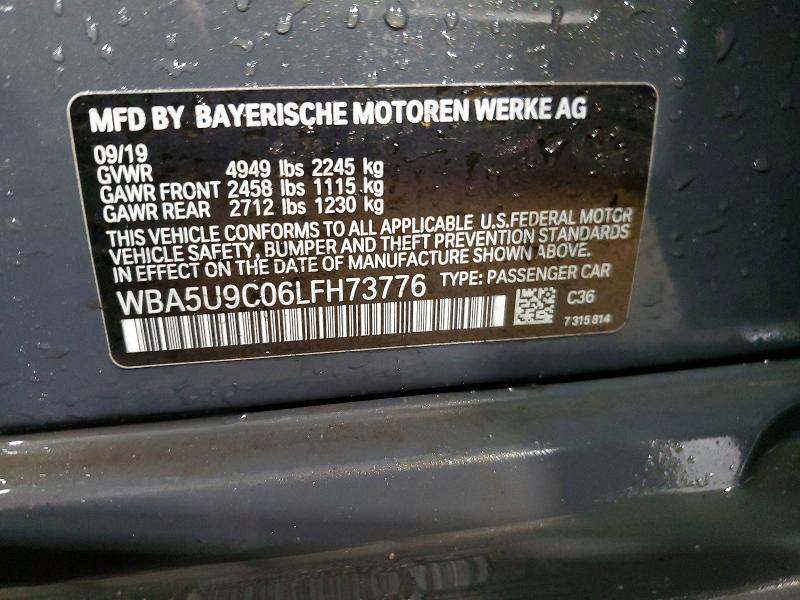 MFD BY BAYERISCHE MOTOREN WERKE AG
09/19
GVWR 4949 lbs 2245 kg
GAWR FRONT 2458 lbs 1115 kg
GAWR REAR 2712 lbs 1230 kg
THIS VEHICLE CONFORMS TO ALL APPLICABLE U.S.FEDERAL MOTOR
VEHICLE SAFETY, BUMPER AND THEFT PREVENTION STANDARDS
IN EFFECT ON THE DATE OF MANUFACTURE SHOWN ABOVE.
WBA5U9C06LFH73776 TYPE: PASSENGER CAR
C36
7 315 814